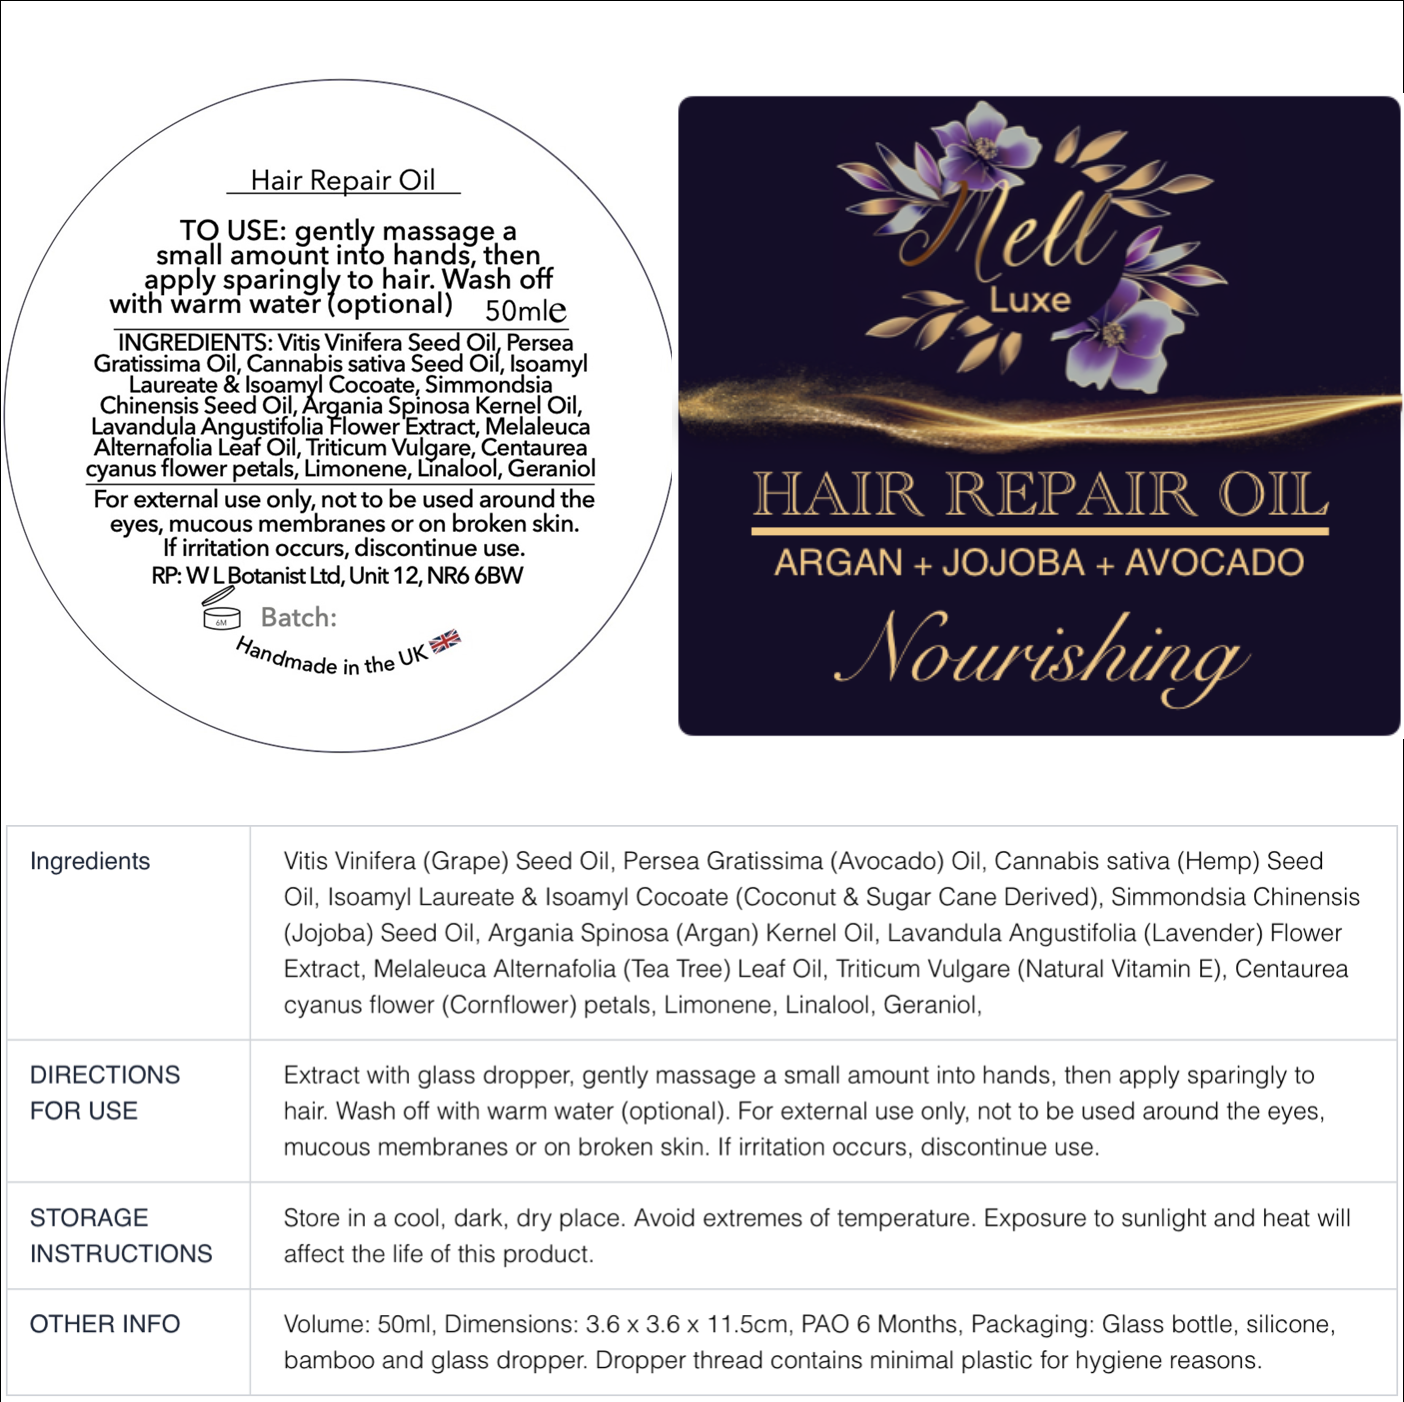 Hair Repair Oil
TO USE: gently massage a
small amount into hands, then
apply sparingly to hair. Wash off
with warm water (optional)
50mle
INGREDIENTS: Vitis Vinifera Seed Oil, Persea
Gratissima Oil, Cannabis sativa Seed Oil, Isoamyl
Laureate & Isoamyl Cocoate, Simmondsia
Chinensis Seed Oil, Argania Spinosa Kernel Oil,
Lavandula Angustifolia Flower Extract, Melaleuca
Alternafolia Leaf Oil, Triticum Vulgare, Centaurea
cyanus flower petals, Limonene, Linalool, Geraniol
For external use only, not to be used around the
eyes, mucous membranes or on broken skin.
If irritation occurs, discontinue use.
RP: W L Botanist Ltd, Unit 12, NR6 6BW
6M
Batch:
Handmade in the UK
Mell
Luxe
HAIR REPAIR OIL
ARGAN + JOJOBA + AVOCADO
Nourishing
Ingredients
Vitis Vinifera (Grape) Seed Oil, Persea Gratissima (Avocado) Oil, Cannabis sativa (Hemp) Seed
Oil, Isoamyl Laureate & Isoamyl Cocoate (Coconut & Sugar Cane Derived), Simmondsia Chinensis
(Jojoba) Seed Oil, Argania Spinosa (Argan) Kernel Oil, Lavandula Angustifolia (Lavender) Flower
Extract, Melaleuca Alternafolia (Tea Tree) Leaf Oil, Triticum Vulgare (Natural Vitamin E), Centaurea
cyanus flower (Cornflower) petals, Limonene, Linalool, Geraniol,
DIRECTIONS
FOR USE
Extract with glass dropper, gently massage a small amount into hands, then apply sparingly to
hair. Wash off with warm water (optional). For external use only, not to be used around the eyes,
mucous membranes or on broken skin. If irritation occurs, discontinue use.
STORAGE
INSTRUCTIONS
Store in a cool, dark, dry place. Avoid extremes of temperature. Exposure to sunlight and heat will
affect the life of this product.
OTHER INFO
Volume: 50ml, Dimensions: 3.6 x 3.6 x 11.5cm, PAO 6 Months, Packaging: Glass bottle, silicone,
bamboo and glass dropper. Dropper thread contains minimal plastic for hygiene reasons.